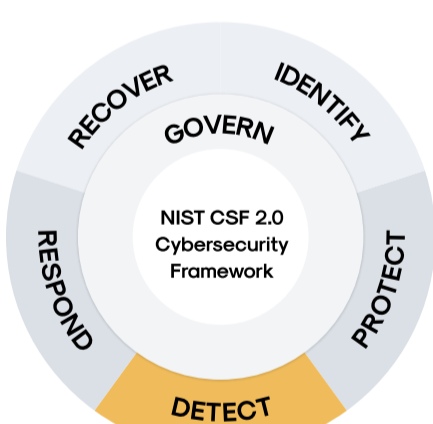 RECOVER
IDENTIFY
GOVERN
NIST CSF 2.0
Cybersecurity
Framework
RESPOND
PROTECT
DETECT